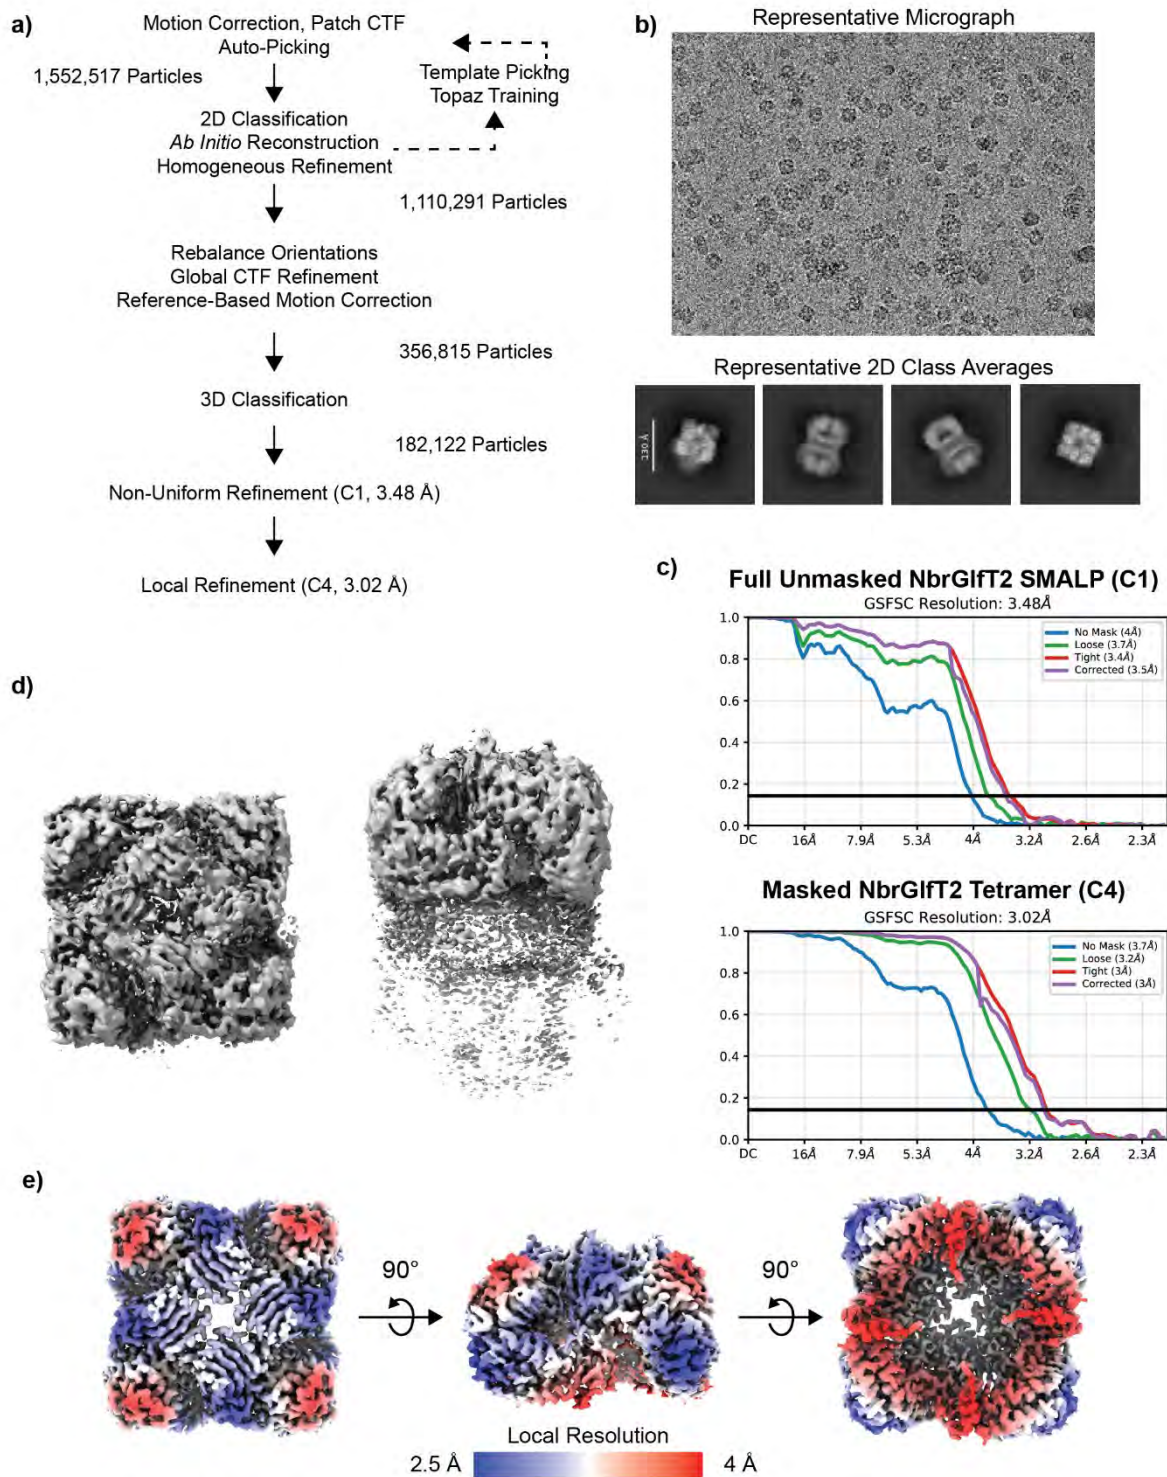 a)
Motion Correction, Patch CTF
Auto-Picking
1,552,517 Particles
Template Picking
Topaz Training
2D Classification
Ab Initio Reconstruction
Homogeneous Refinement
1,110,291 Particles
Rebalance Orientations
Global CTF Refinement
Reference-Based Motion Correction
356,815 Particles
3D Classification
182,122 Particles
Non-Uniform Refinement (C1, 3.48 Å)
Local Refinement (C4, 3.02 Å)
b)
Representative Micrograph
Representative 2D Class Averages
130 Å
c)
Full Unmasked NbrGlfT2 SMALP (C1)
GSFSC Resolution: 3.48Å
1.0
0.8
0.6
0.4
0.2
0.0
No Mask (4Å)
Loose (3.7Å)
Tight (3.4Å)
Corrected (3.5Å)
DC 16Å 7.9Å 5.3Å 4Å 3.2Å 2.6Å 2.3Å
Masked NbrGlfT2 Tetramer (C4)
GSFSC Resolution: 3.02Å
1.0
0.8
0.6
0.4
0.2
0.0
No Mask (3.7Å)
Loose (3.2Å)
Tight (3Å)
Corrected (3Å)
DC 16Å 7.9Å 5.3Å 4Å 3.2Å 2.6Å 2.3Å
d)
e)
90°
90°
Local Resolution
2.5 Å
4 Å